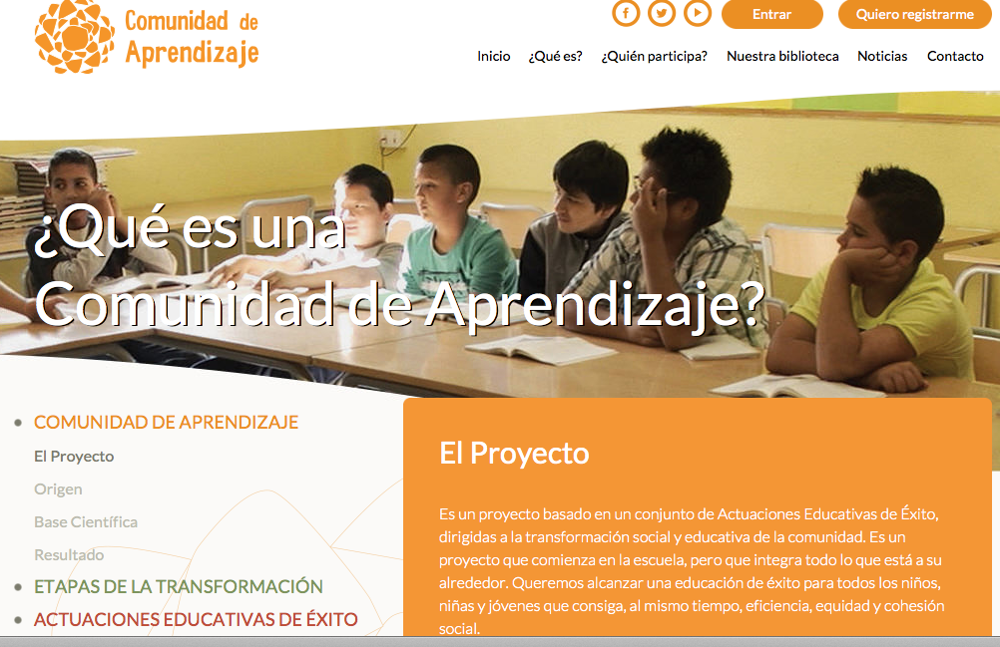 Comunidad de
Aprendizaje
Entrar
Quiero registrarme
Inicio
¿Qué es?
¿Quién participa?
Nuestra biblioteca
Noticias
Contacto
¿Qué es una
Comunidad de Aprendizaje?
COMUNIDAD DE APRENDIZAJE
El Proyecto
Origen
Base Científica
Resultado
ETAPAS DE LA TRANSFORMACIÓN
ACTUACIONES EDUCATIVAS DE ÉXITO
El Proyecto
Es un proyecto basado en un conjunto de Actuaciones Educativas de Éxito,
dirigidas a la transformación social y educativa de la comunidad. Es un
proyecto que comienza en la escuela, pero que integra todo lo que está a su
alrededor. Queremos alcanzar una educación de éxito para todos los niños,
niñas y jóvenes que consiga, al mismo tiempo, eficiencia, equidad y cohesión
social.